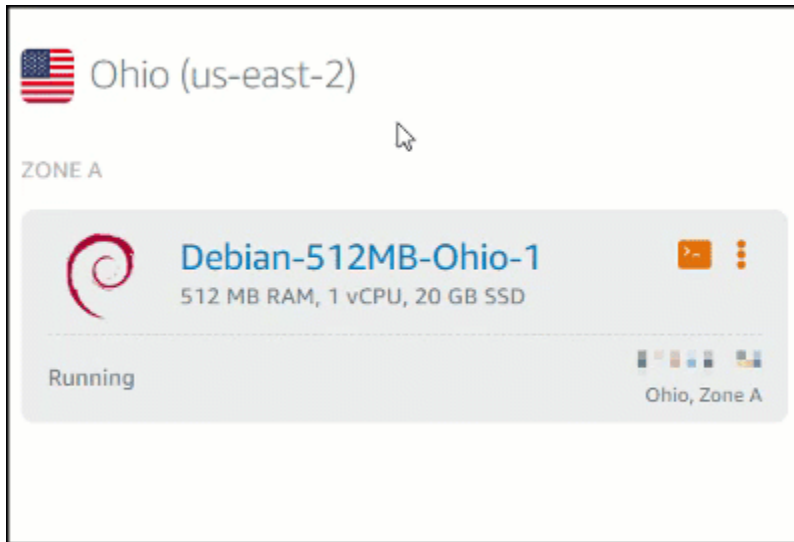 Ohio (us-east-2)
ZONE A
Debian-512MB-Ohio-1
512 MB RAM, 1 vCPU, 20 GB SSD
Running
Ohio, Zone A